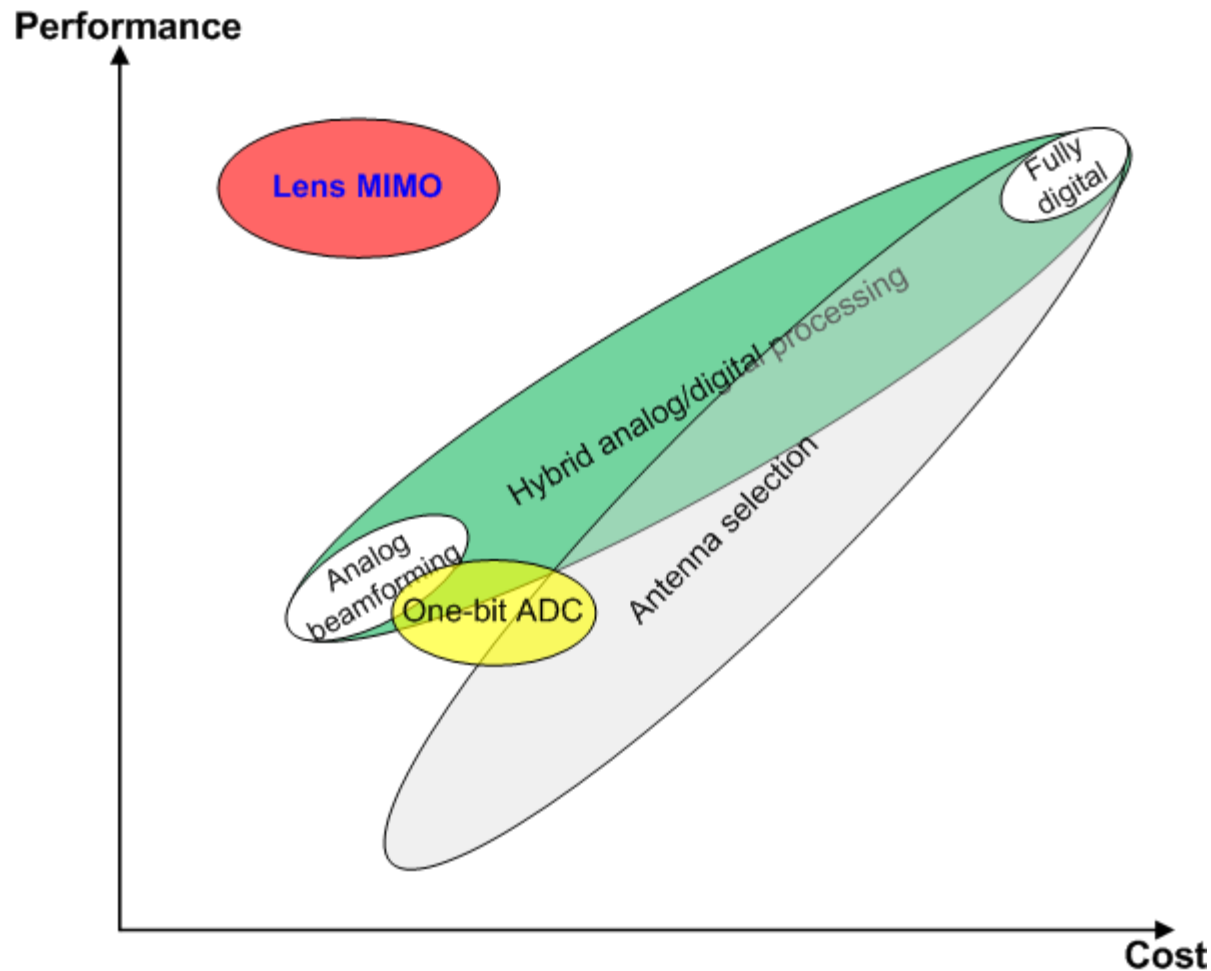 Performance
Lens MIMO
Fully
digital
Hybrid analog/digital processing
Antenna selection
Analog
beamforming
One-bit ADC
Cost